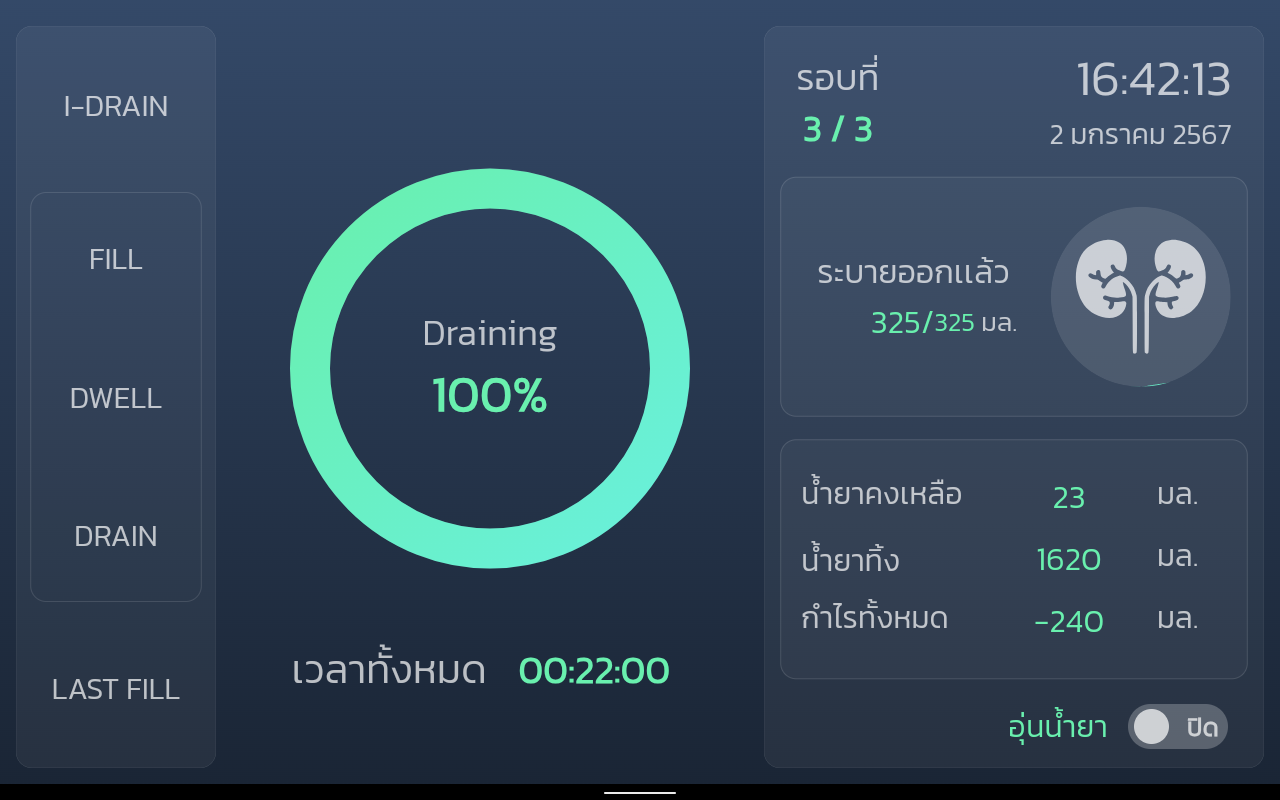 I-DRAIN
FILL
DWELL
DRAIN
LAST FILL
Draining
100%
เวลาทั้งหมด 00:22:00
รอบที่
3 / 3
16:42:13
2 มกราคม 2567
ระบายออกแล้ว
325/325 มล.
น้ำยาคงเหลือ 23 มล.
น้ำยาทิ้ง 1620 มล.
กำไรทั้งหมด -240 มล.
อุ่นน้ำยา ปิด